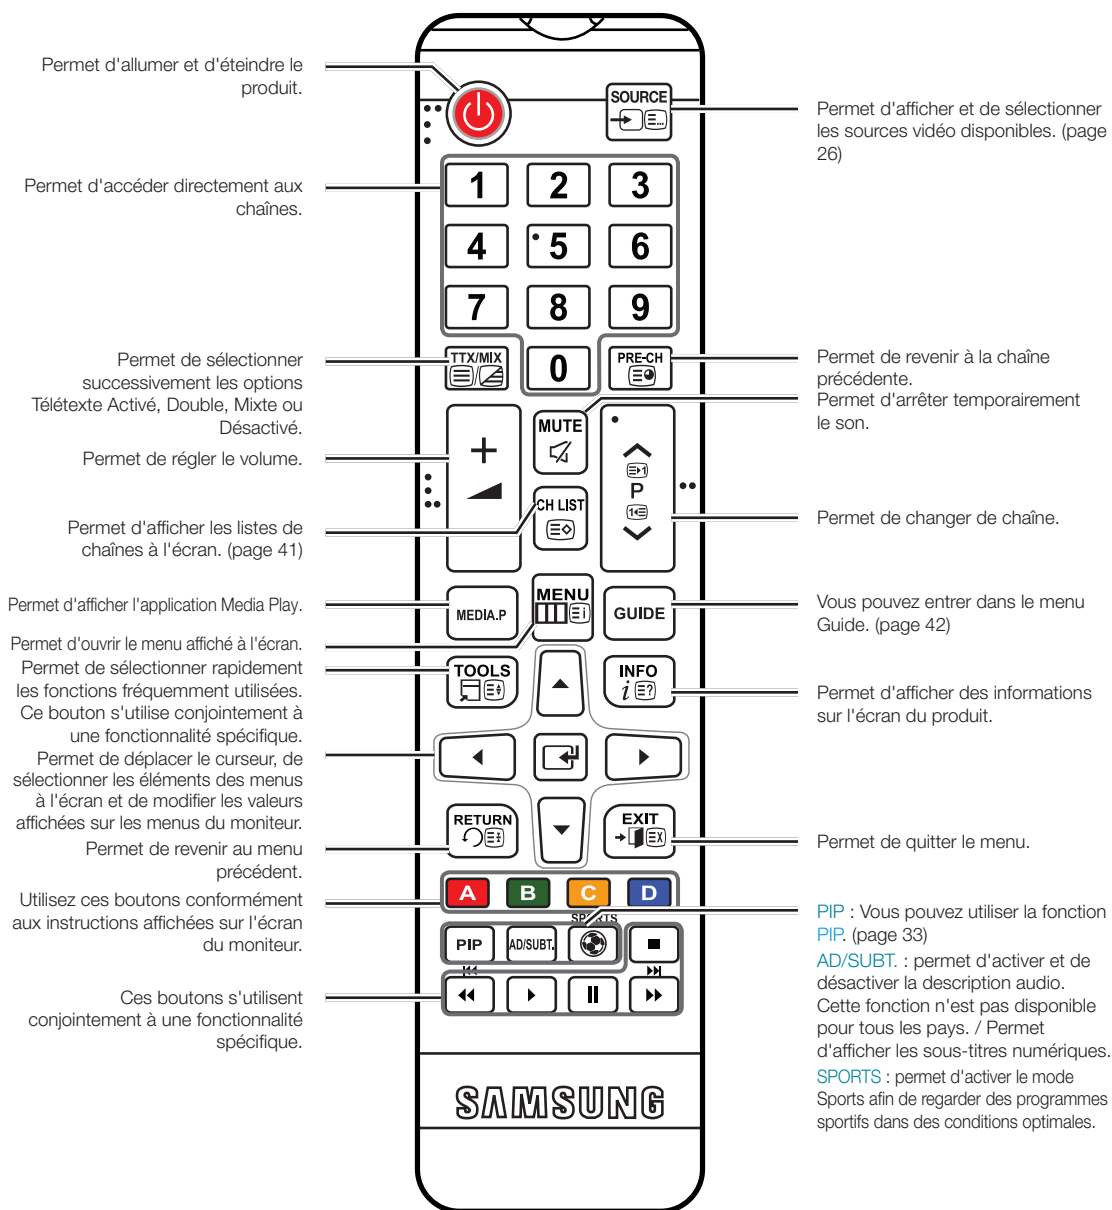 Permet d'allumer et d'éteindre le
produit.
Permet d'accéder directement aux
chaînes.
Permet de sélectionner
successivement les options
Télétexte Activé, Double, Mixte ou
Désactivé.
Permet de régler le volume.
Permet d'afficher les listes de
chaînes à l'écran. (page 41)
Permet d'afficher l'application Media Play.
Permet d'ouvrir le menu affiché à l'écran.
Permet de sélectionner rapidement
les fonctions fréquemment utilisées.
Ce bouton s'utilise conjointement à
une fonctionnalité spécifique.
Permet de déplacer le curseur, de
sélectionner les éléments des menus
à l'écran et de modifier les valeurs
affichées sur les menus du moniteur.
Permet de revenir au menu
précédent.
Utilisez ces boutons conformément
aux instructions affichées sur l'écran
du moniteur.
Ces boutons s'utilisent
conjointement à une fonctionnalité
spécifique.
SOURCE
1 2 3
4 5 6
7 8 9
TTX/MIX 0 PRE-CH
MUTE
P
CH LIST
MEDIA.P MENU GUIDE
TOOLS INFO
RETURN EXIT
A B C D
SPORTS
PIP AD/SUBT.
SAMSUNG
Permet d'afficher et de sélectionner
les sources vidéo disponibles. (page
26)
Permet de revenir à la chaîne
précédente.
Permet d'arrêter temporairement
le son.
Permet de changer de chaîne.
Vous pouvez entrer dans le menu
Guide. (page 42)
Permet d'afficher des informations
sur l'écran du produit.
Permet de quitter le menu.
PIP : Vous pouvez utiliser la fonction
PIP. (page 33)
AD/SUBT. : permet d'activer et de
désactiver la description audio.
Cette fonction n'est pas disponible
pour tous les pays. / Permet
d'afficher les sous-titres numériques.
SPORTS : permet d'activer le mode
Sports afin de regarder des programmes
sportifs dans des conditions optimales.